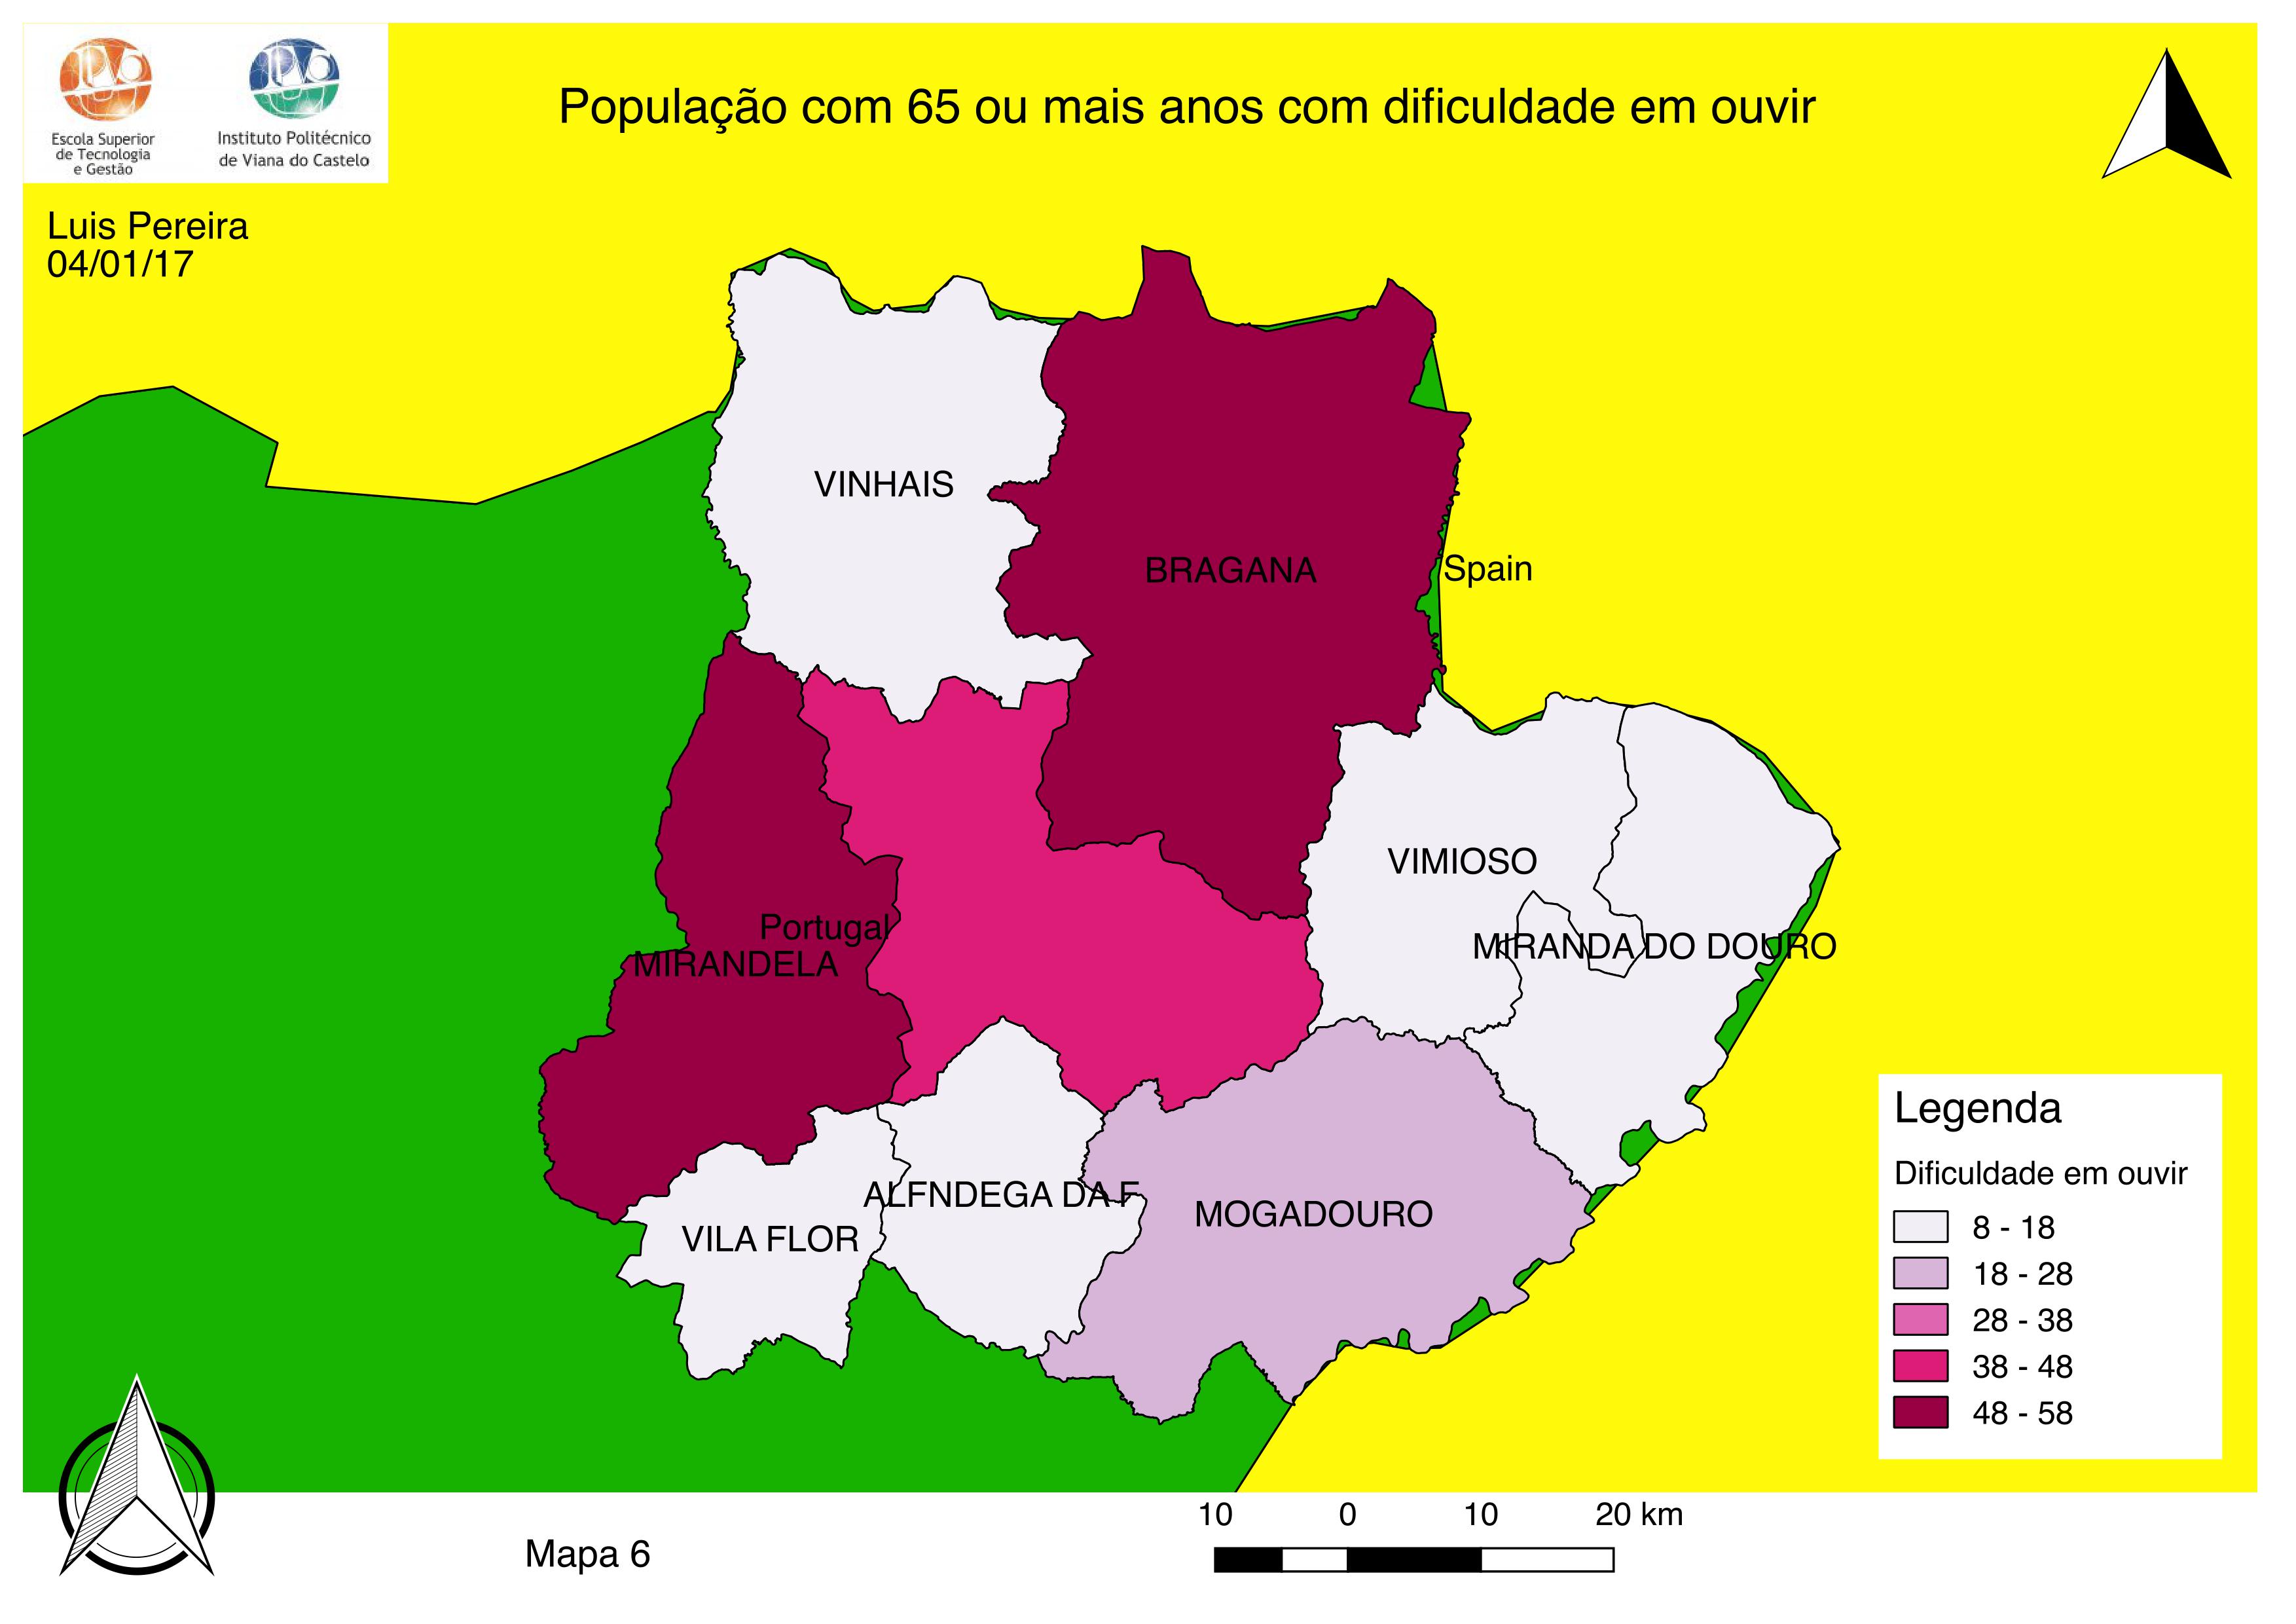 Escola Superior
de Tecnologia
e Gestão
Instituto Politécnico
de Viana do Castelo
População com 65 ou mais anos com dificuldade em ouvir
Luis Pereira
04/01/17
VINHAIS
BRAGANA
Spain
VIMIOSO
Portugal
MIRANDELA
MIRANDA DO DOURO
ALFNDEGA DA F
MOGADOURO
VILA FLOR
Legenda
Dificuldade em ouvir
8 - 18
18 - 28
28 - 38
38 - 48
48 - 58
10 0 10 20 km
Mapa 6